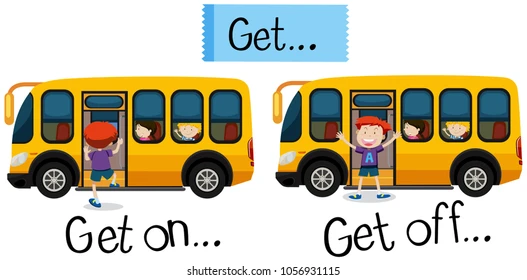 Get...
A
Get on...
Get off...
shutterstock.com · 1056931115